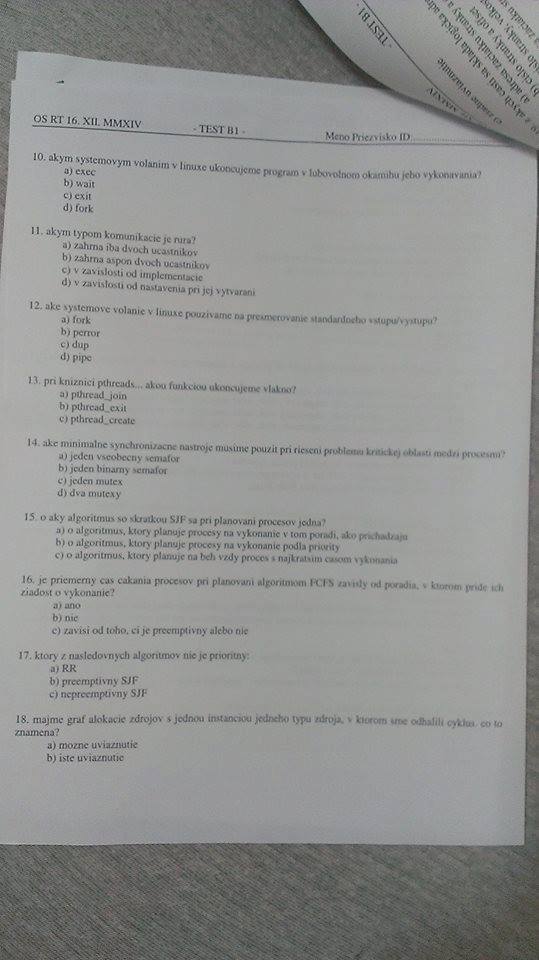 - TEST B1 -
OS RT 16. XII. MMXIV - TEST B1 - Meno Priezvisko ID:
10. akym systemovym volanim v linuxe ukoncujeme program v lubovolnom okamihu jeho vykonavania?
a) exec
b) wait
c) exit
d) fork
11. akym typom komunikacie je rura?
a) zahrna iba dvoch ucastnikov
b) zahrna aspon dvoch ucastnikov
c) v zavislosti od implementacie
d) v zavislosti od nastavenia pri jej vytvarani
12. ake systemove volanie v linuxe pouzivame na presmerovanie standardneho vstupu/vystupu?
a) fork
b) perror
c) dup
d) pipe
13. pri kniznici pthreads... akou funkciou ukoncujeme vlakno?
a) pthread_join
b) pthread_exit
c) pthread_create
14. ake minimalne synchronizacne nastroje musime pouzit pri rieseni problemu kritickej oblasti medzi procesmi?
a) jeden vseobecny semafor
b) jeden binarny semafor
c) jeden mutex
d) dva mutexy
15. o aky algoritmus so skratkou SJF sa pri planovani procesov jedna?
a) o algoritmus, ktory planuje procesy na vykonanie v tom poradi, ako prichadzaju
b) o algoritmus, ktory planuje procesy na vykonanie podla priority
c) o algoritmus, ktory planuje na beh vzdy proces s najkratsim casom vykonania
16. je priemerny cas cakania procesov pri planovani algoritmom FCFS zavisly od poradia, v ktorom pride ich
ziadost o vykonanie?
a) ano
b) nie
c) zavisi od toho, ci je preemptivny alebo nie
17. ktory z nasledovnych algoritmov nie je prioritny:
a) RR
b) preemptivny SJF
c) nepreemptivny SJF
18. majme graf alokacie zdrojov s jednou instanciou jedneho typu zdroja, v ktorom sme odhalili cyklus. co to
znamena?
a) mozne uviaznutie
b) iste uviaznutie